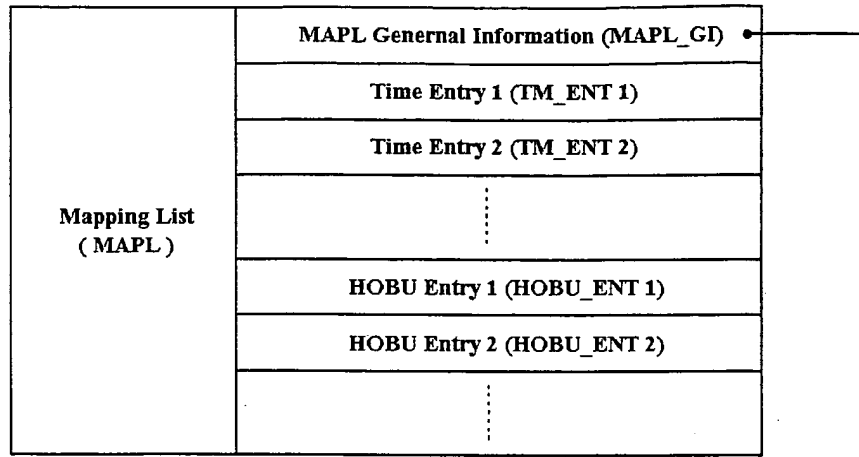 MAPL Genernal Information (MAPL_GI)
Time Entry 1 (TM_ENT 1)
Time Entry 2 (TM_ENT 2)
Mapping List
( MAPL )
HOBU Entry 1 (HOBU_ENT 1)
HOBU Entry 2 (HOBU_ENT 2)